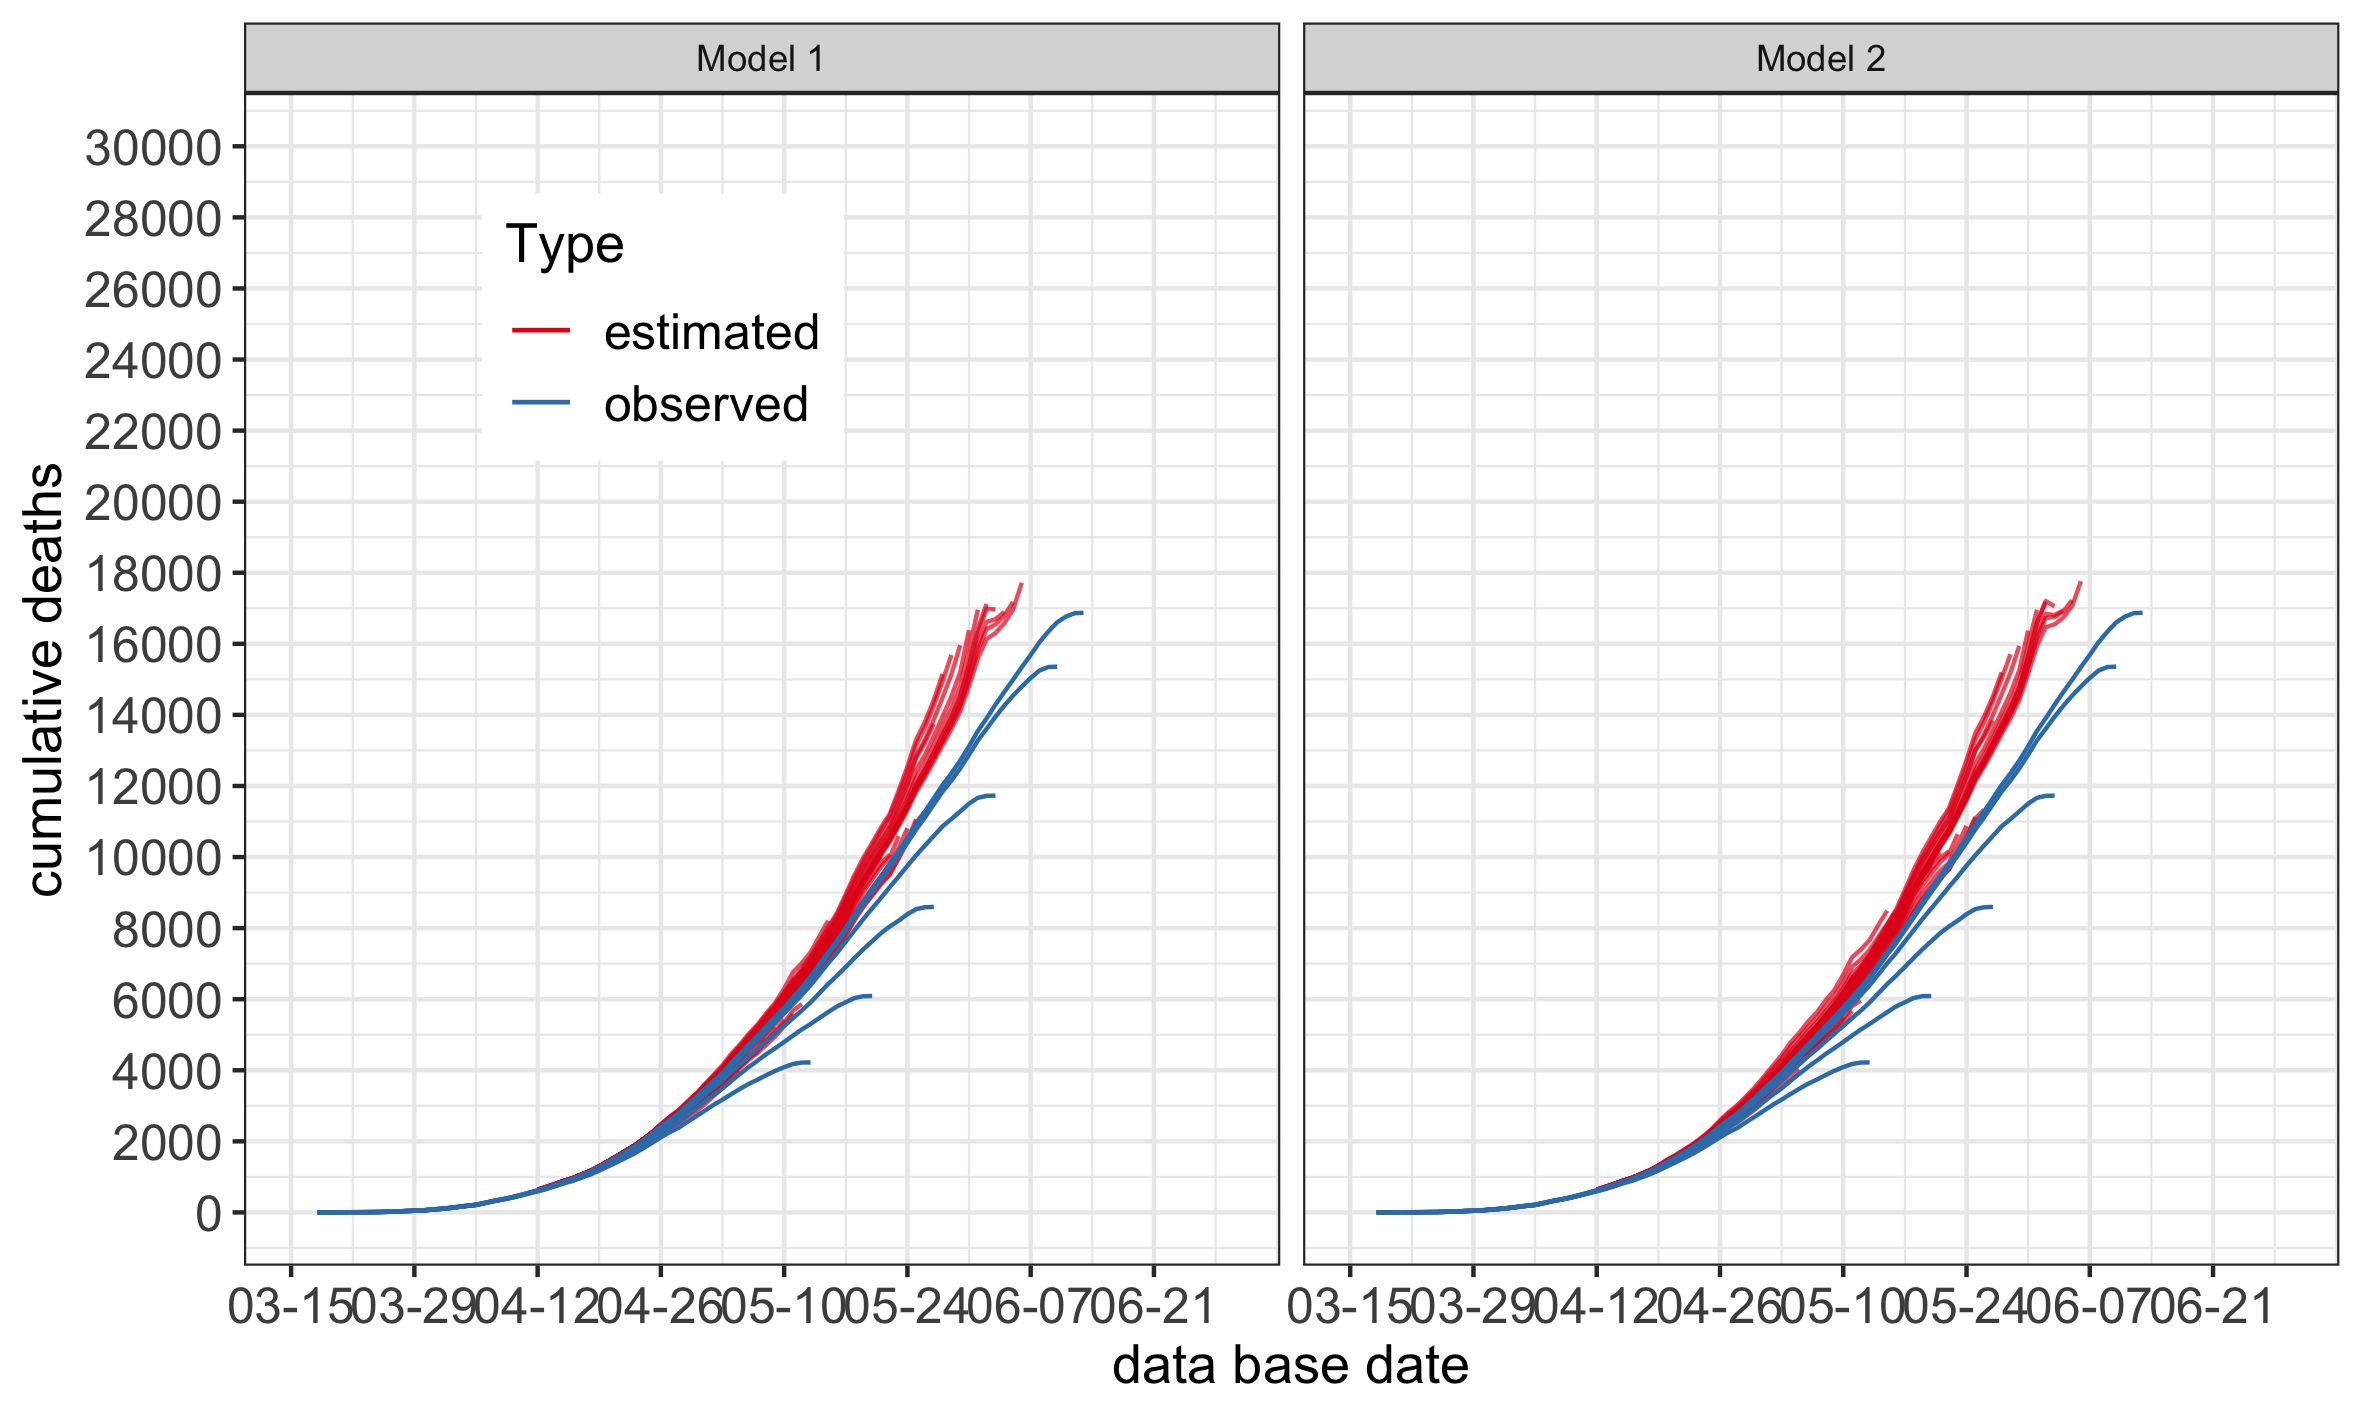 Model 1
Model 2
30000
28000
26000
24000
22000
20000
18000
16000
14000
12000
10000
8000
6000
4000
2000
0
Type
estimated
observed
cumulative deaths
03-15 03-29 04-12 04-26 05-10 05-24 06-07 06-21
03-15 03-29 04-12 04-26 05-10 05-24 06-07 06-21
data base date